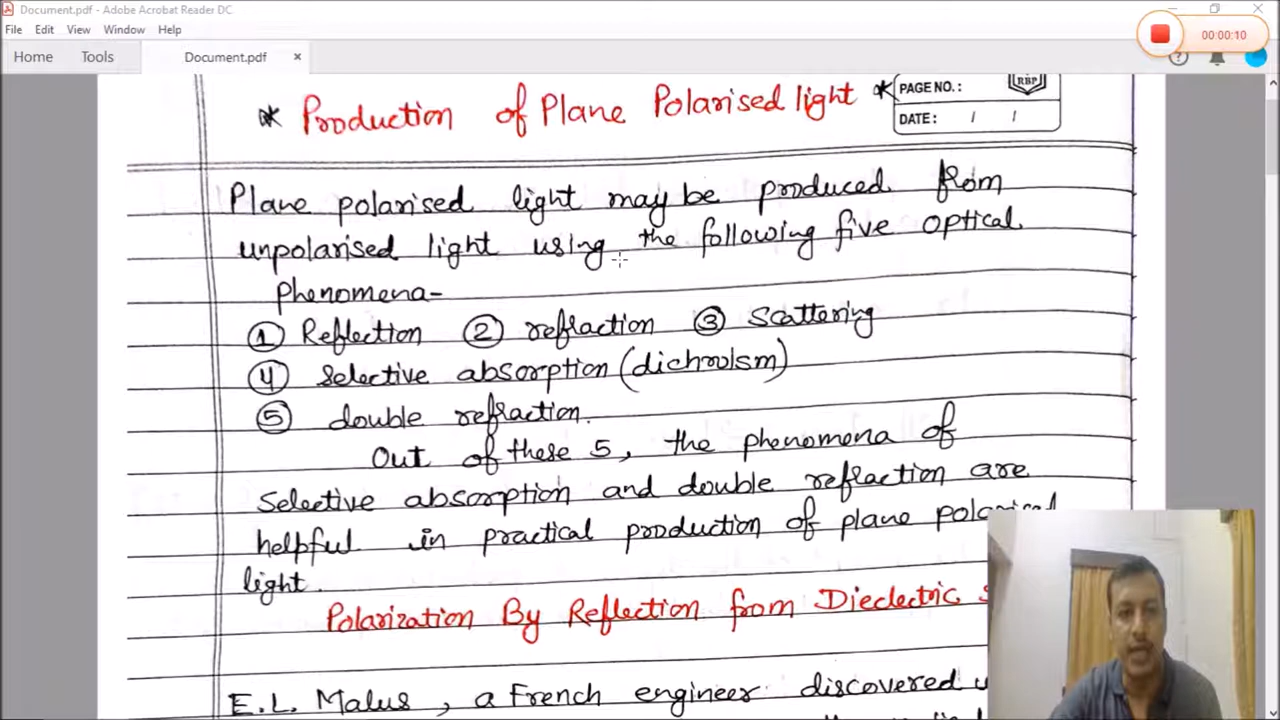 Document.pdf - Adobe Acrobat Reader DC
File Edit View Window Help
00:00:10
Home Tools Document.pdf ×
* Production of Plane Polarised light *
RBP
PAGE NO.:
DATE: / /
Plane polarised light may be produced from
unpolarised light using the following five optical
phenomena-
① Reflection ② refraction ③ Scattering
④ selective absorption (dichroism)
⑤ double refraction.
Out of these 5, the phenomena of
selective absorption and double refraction are
helpful in practical production of plane polarised
light.
Polarization By Reflection from Dielectric
E.L. Malus, a French engineer discovered